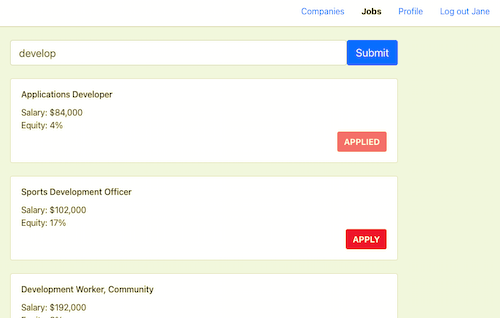 Companies Jobs Profile Log out Jane
develop Submit
Applications Developer
Salary: $84,000
Equity: 4%
APPLIED
Sports Development Officer
Salary: $102,000
Equity: 17%
APPLY
Development Worker, Community
Salary: $192,000